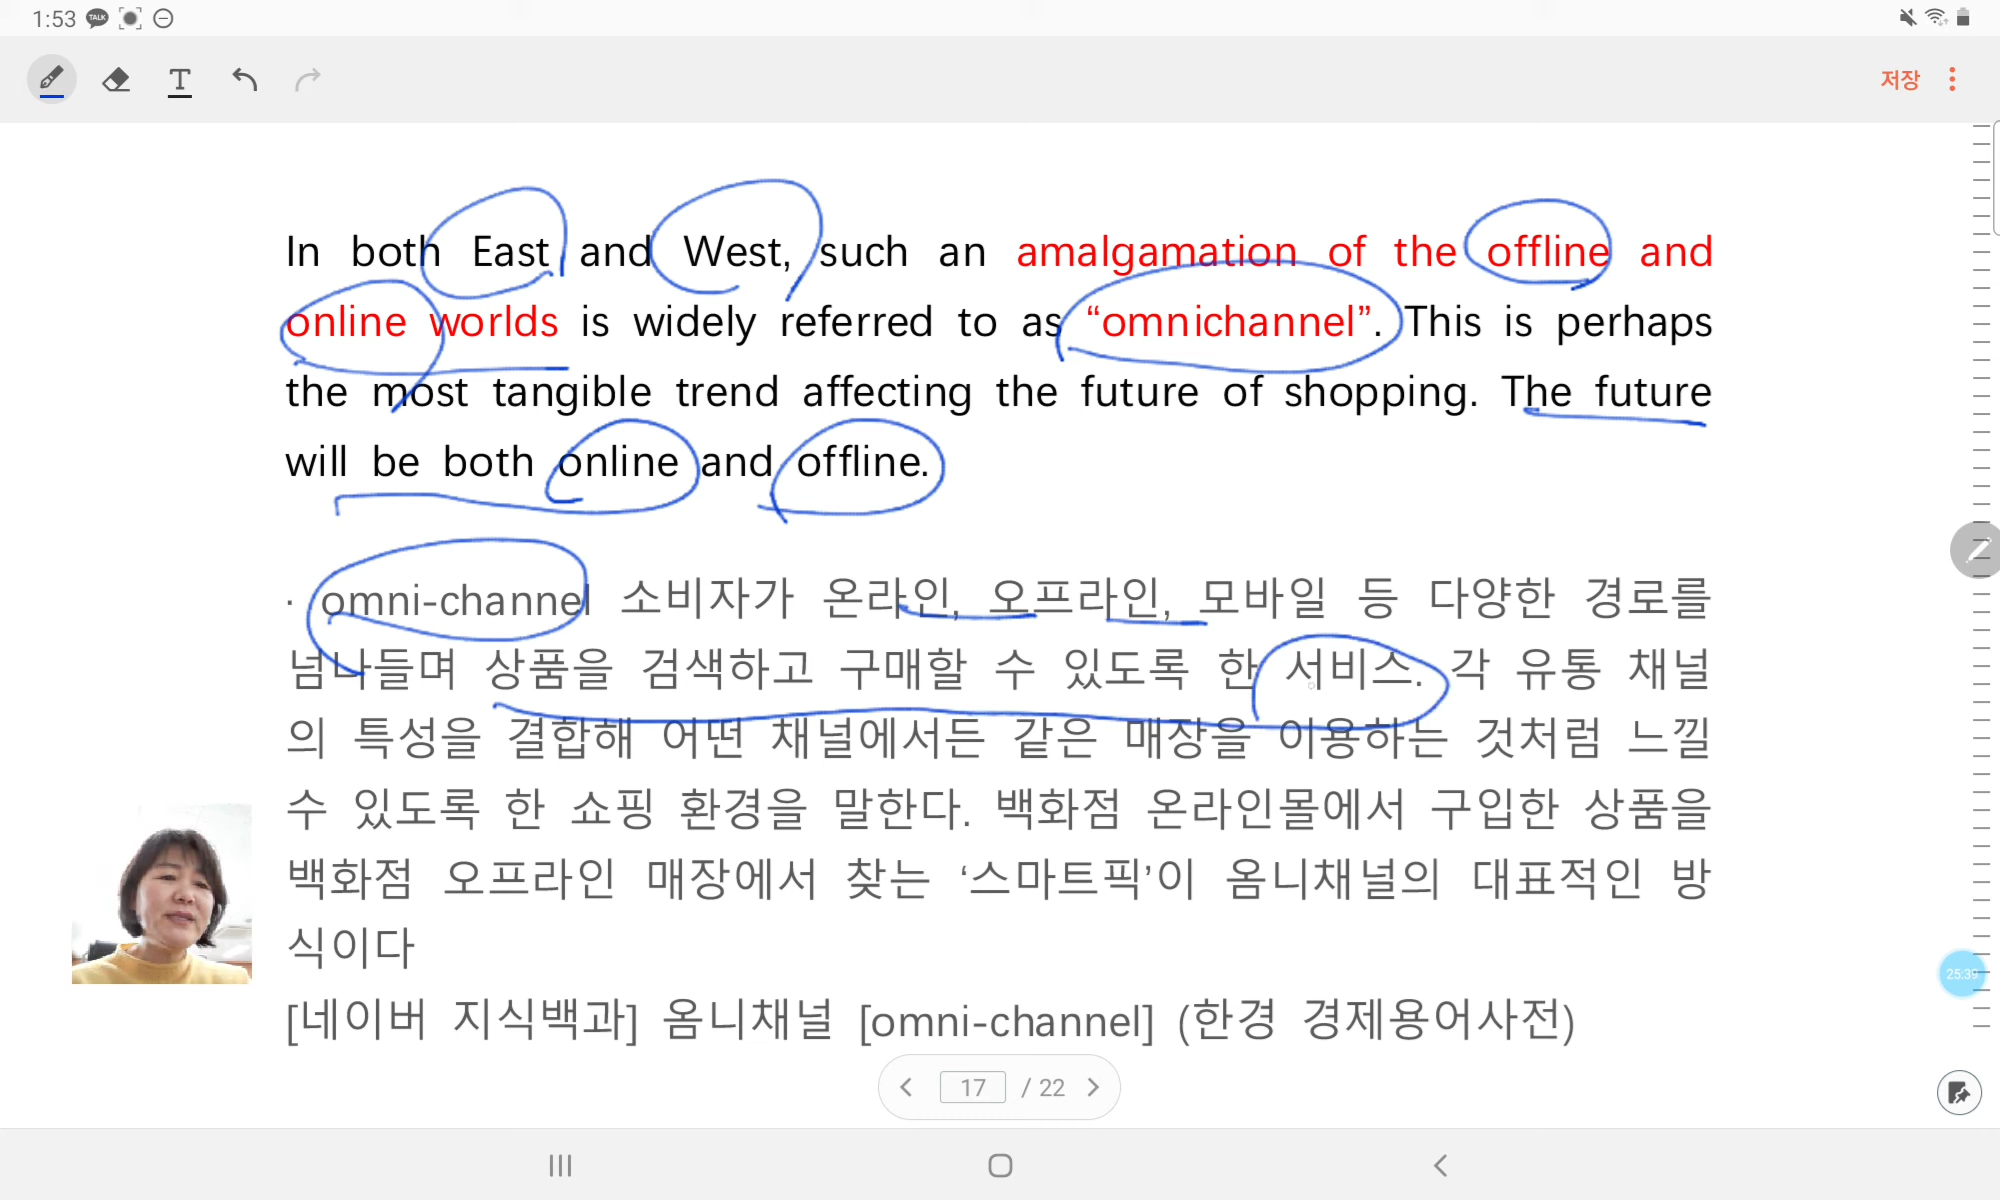 1:53 TALK
저장
In both East and West, such an amalgamation of the offline and
online worlds is widely referred to as “omnichannel”. This is perhaps
the most tangible trend affecting the future of shopping. The future
will be both online and offline.
· omni-channel 소비자가 온라인, 오프라인, 모바일 등 다양한 경로를
넘나들며 상품을 검색하고 구매할 수 있도록 한 서비스. 각 유통 채널
의 특성을 결합해 어떤 채널에서든 같은 매장을 이용하는 것처럼 느낄
수 있도록 한 쇼핑 환경을 말한다. 백화점 온라인몰에서 구입한 상품을
백화점 오프라인 매장에서 찾는 ‘스마트픽’이 옴니채널의 대표적인 방
식이다
[네이버 지식백과] 옴니채널 [omni-channel] (한경 경제용어사전)
25:39
17 / 22